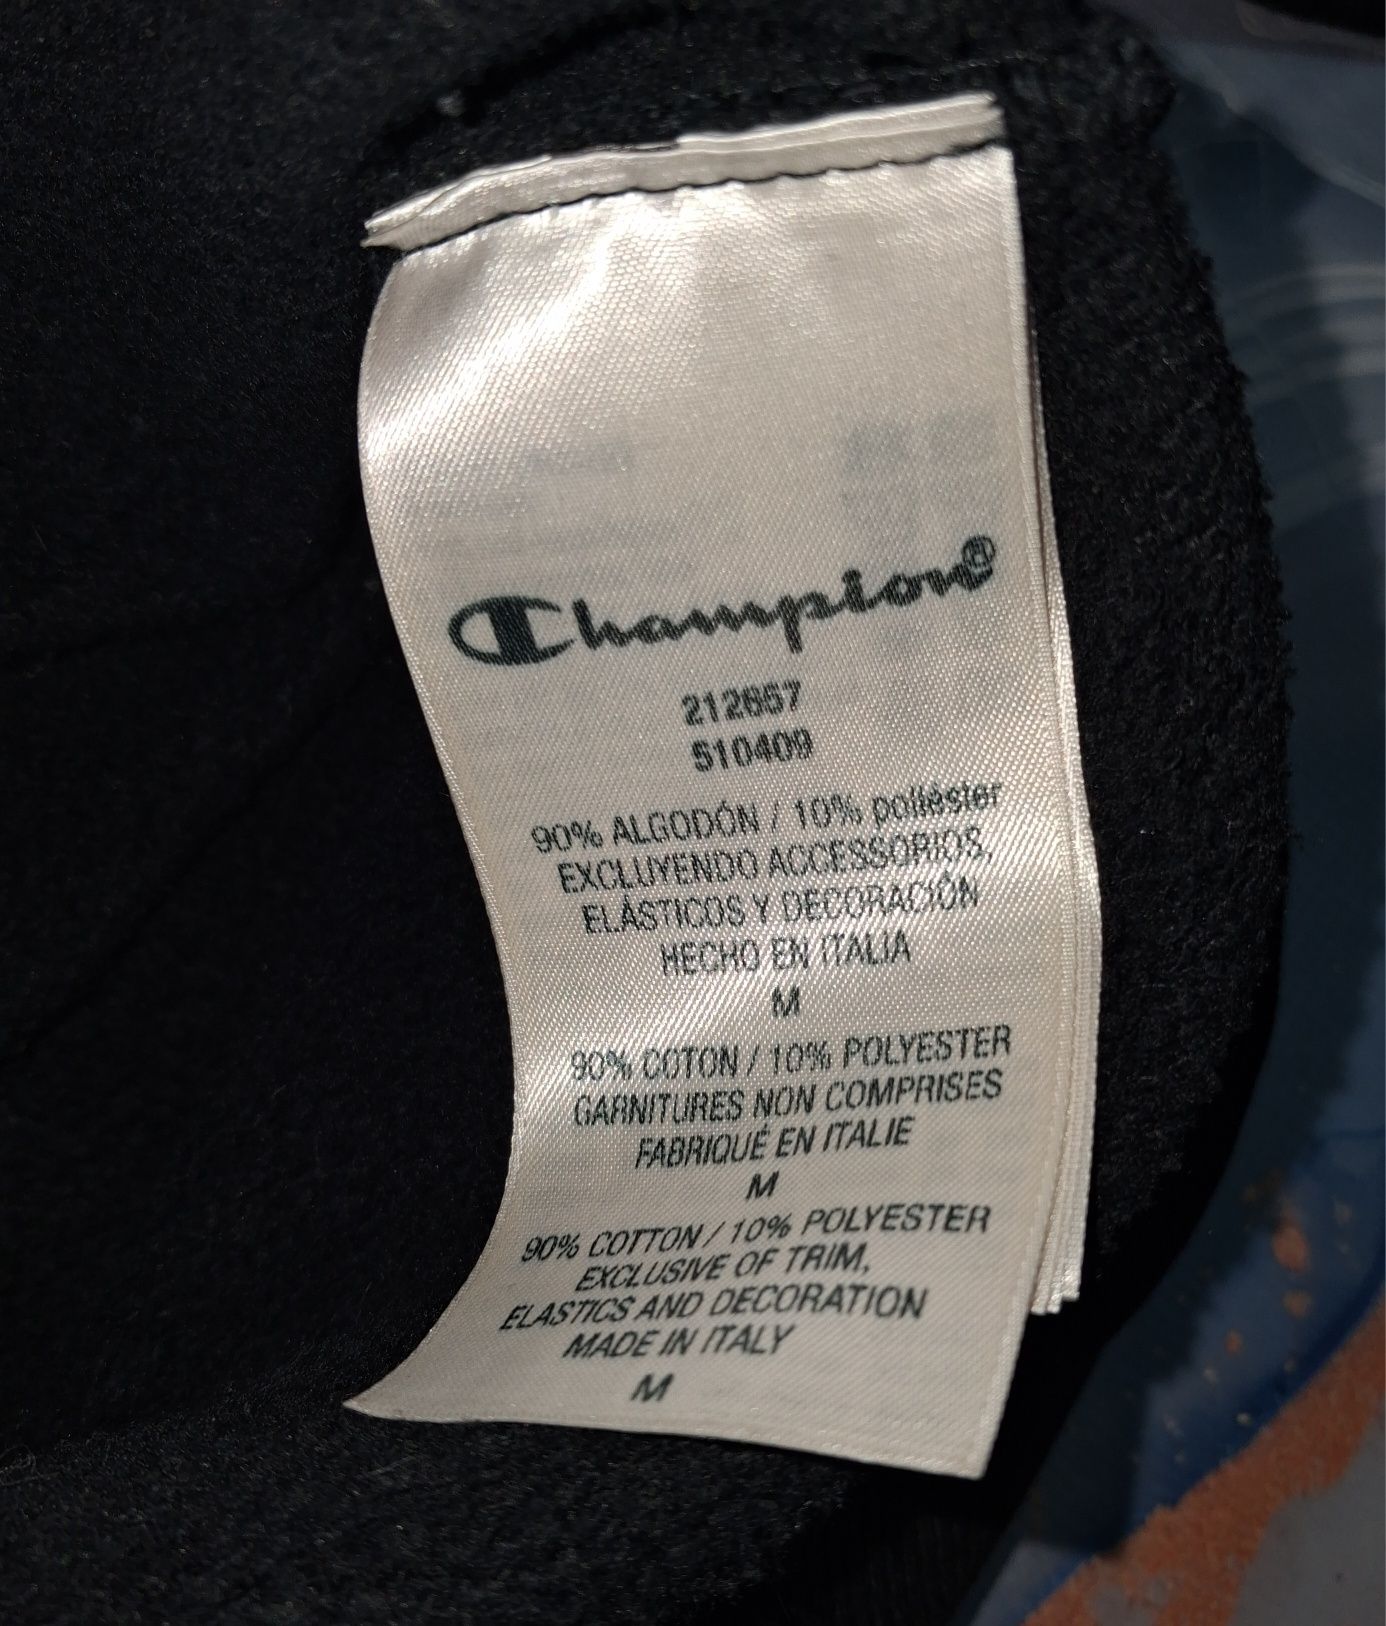 Champion®
212657
510409
90% ALGODÓN / 10% poliéster
EXCLUYENDO ACCESSORIOS,
ELÁSTICOS Y DECORACIÓN
HECHO EN ITALIA
M
90% COTON / 10% POLYESTER
GARNITURES NON COMPRISES
FABRIQUÉ EN ITALIE
M
90% COTTON / 10% POLYESTER
EXCLUSIVE OF TRIM,
ELASTICS AND DECORATION
MADE IN ITALY
M